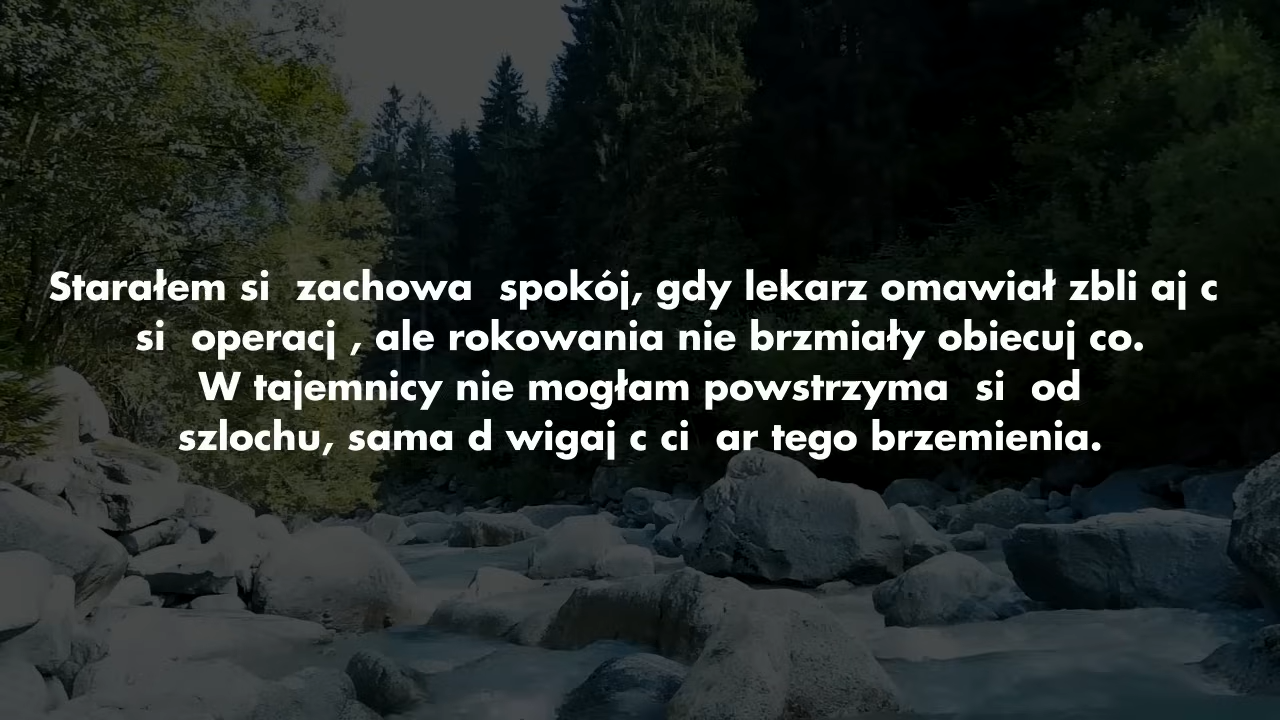 Starałem si  zachowa  spokój, gdy lekarz omawiał zbli aj c
si  operacj , ale rokowania nie brzmiały obiecuj co.
W tajemnicy nie mogłam powstrzyma  si  od
szlochu, sama d wigaj c ci  ar tego brzemienia.